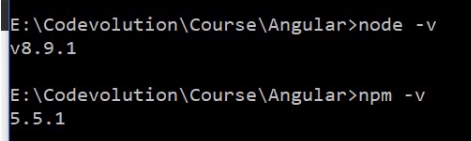 E:\Codevolution\Course\Angular>node -v
v8.9.1
E:\Codevolution\Course\Angular>npm -v
5.5.1